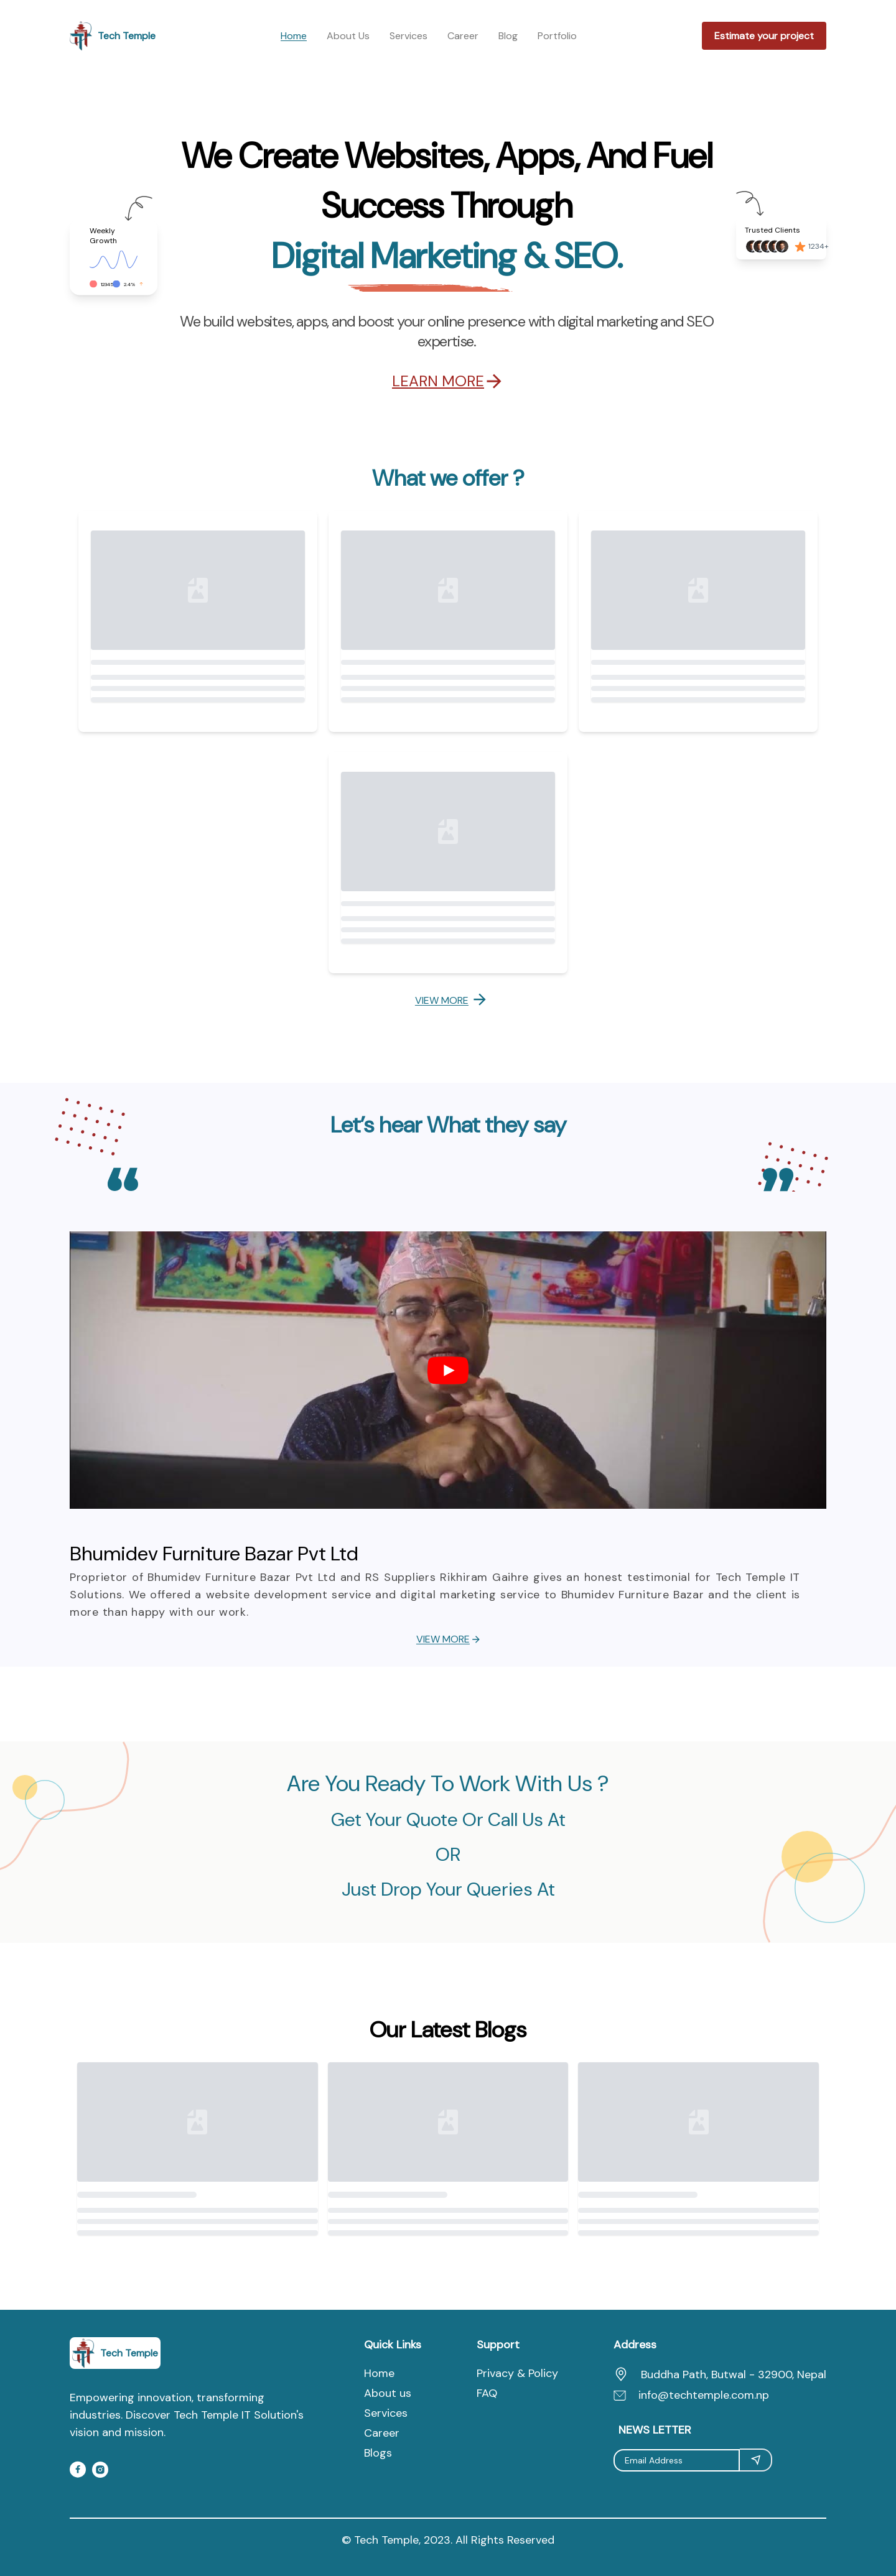 Tech Temple
Home
About Us
Services
Career
Blog
Portfolio
Estimate your project
We Create Websites, Apps, And Fuel
Success Through
Digital Marketing & SEO.
Weekly
Growth
2.4%
Trusted Clients
1234+
We build websites, apps, and boost your online presence with digital marketing and SEO
expertise.
LEARN MORE
What we offer ?
VIEW MORE
Let's hear What they say
Bhumidev Furniture Bazar Pvt Ltd
Proprietor of Bhumidev Furniture Bazar Pvt Ltd and RS Suppliers Rikhiram Gaihre gives an honest testimonial for Tech Temple IT
Solutions. We offered a website development service and digital marketing service to Bhumidev Furniture Bazar and the client is
more than happy with our work.
VIEW MORE
Are You Ready To Work With Us ?
Get Your Quote Or Call Us At
OR
Just Drop Your Queries At
Our Latest Blogs
Tech Temple
Empowering innovation, transforming
industries. Discover Tech Temple IT Solution's
vision and mission.
Quick Links
Home
About us
Services
Career
Blogs
Support
Privacy & Policy
FAQ
Address
Buddha Path, Butwal - 32900, Nepal
info@techtemple.com.np
NEWS LETTER
Email Address
© Tech Temple, 2023. All Rights Reserved